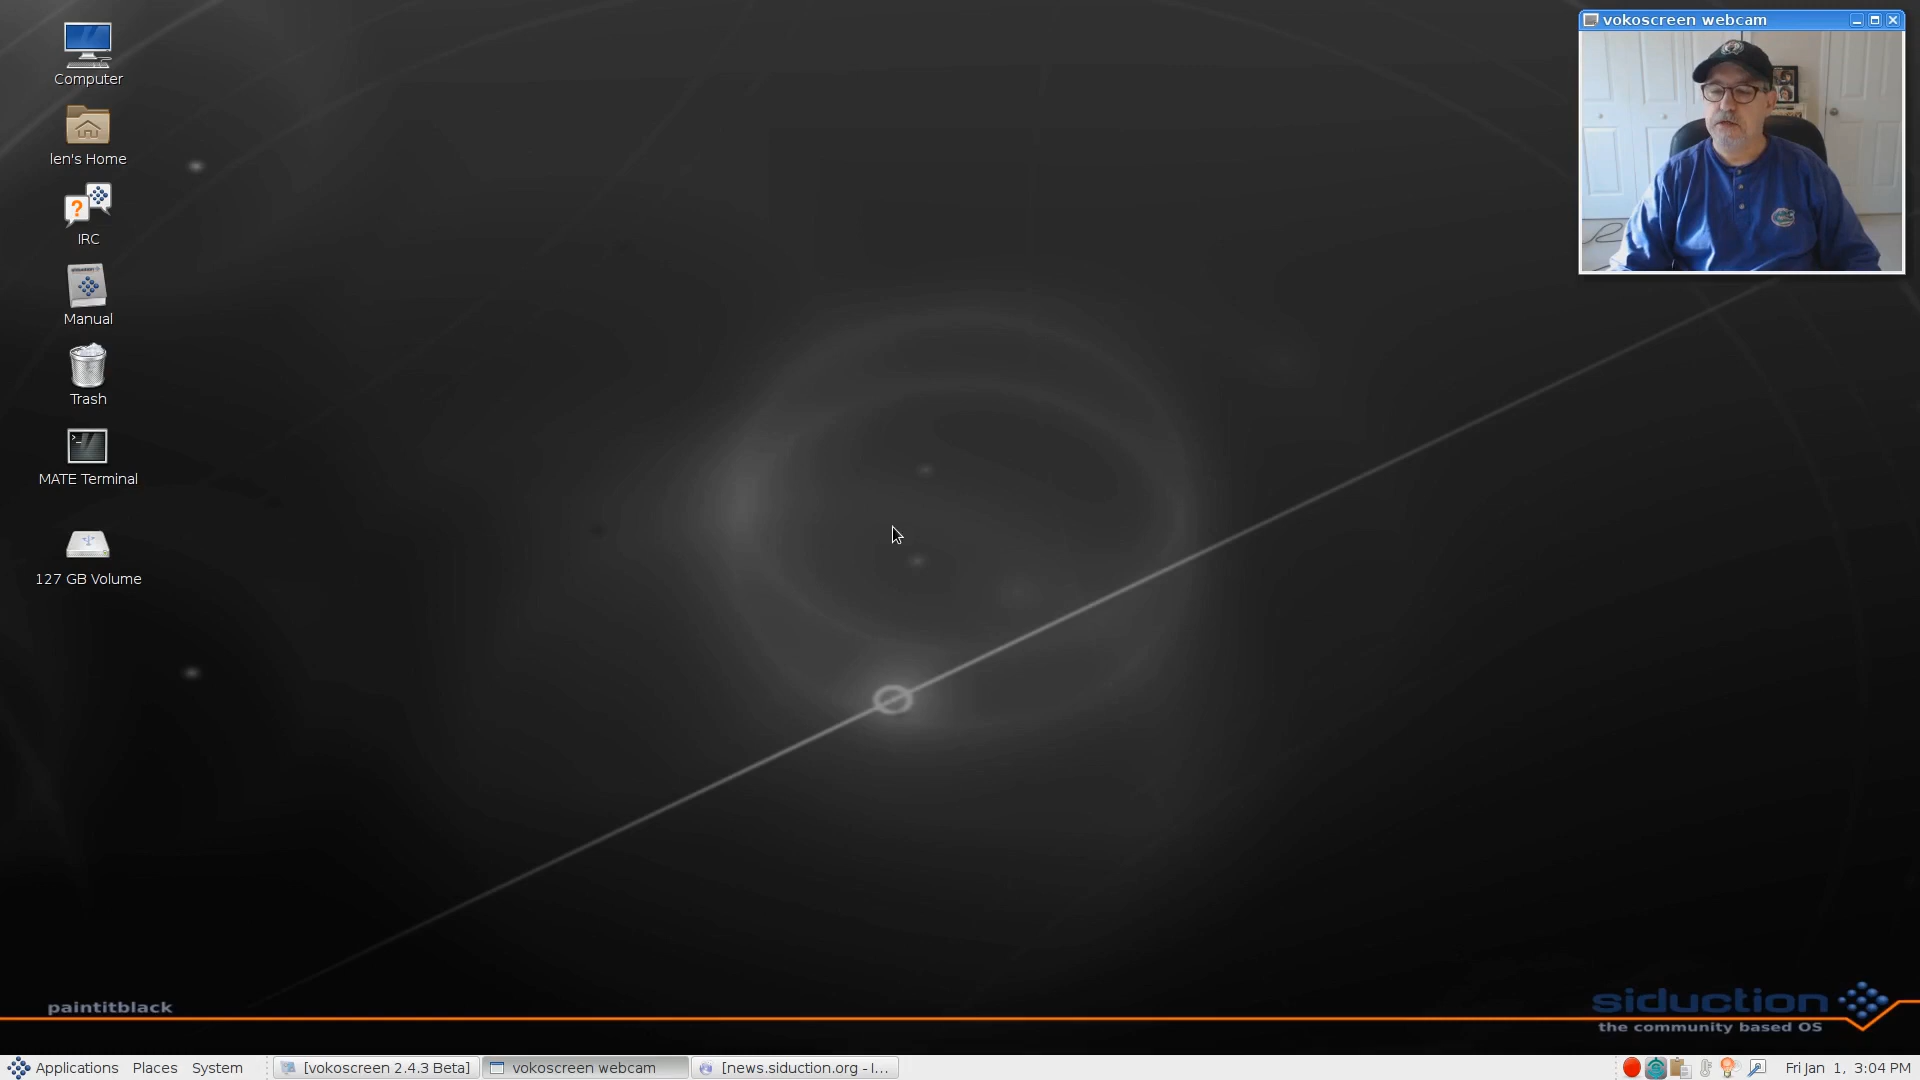 Computer
len's Home
IRC
Manual
Trash
MATE Terminal
127 GB Volume
vokoscreen webcam
paintitblack
siduction
the community based OS
Applications Places System [vokoscreen 2.4.3 Beta] vokoscreen webcam [news.siduction.org - I... Fri Jan 1, 3:04 PM